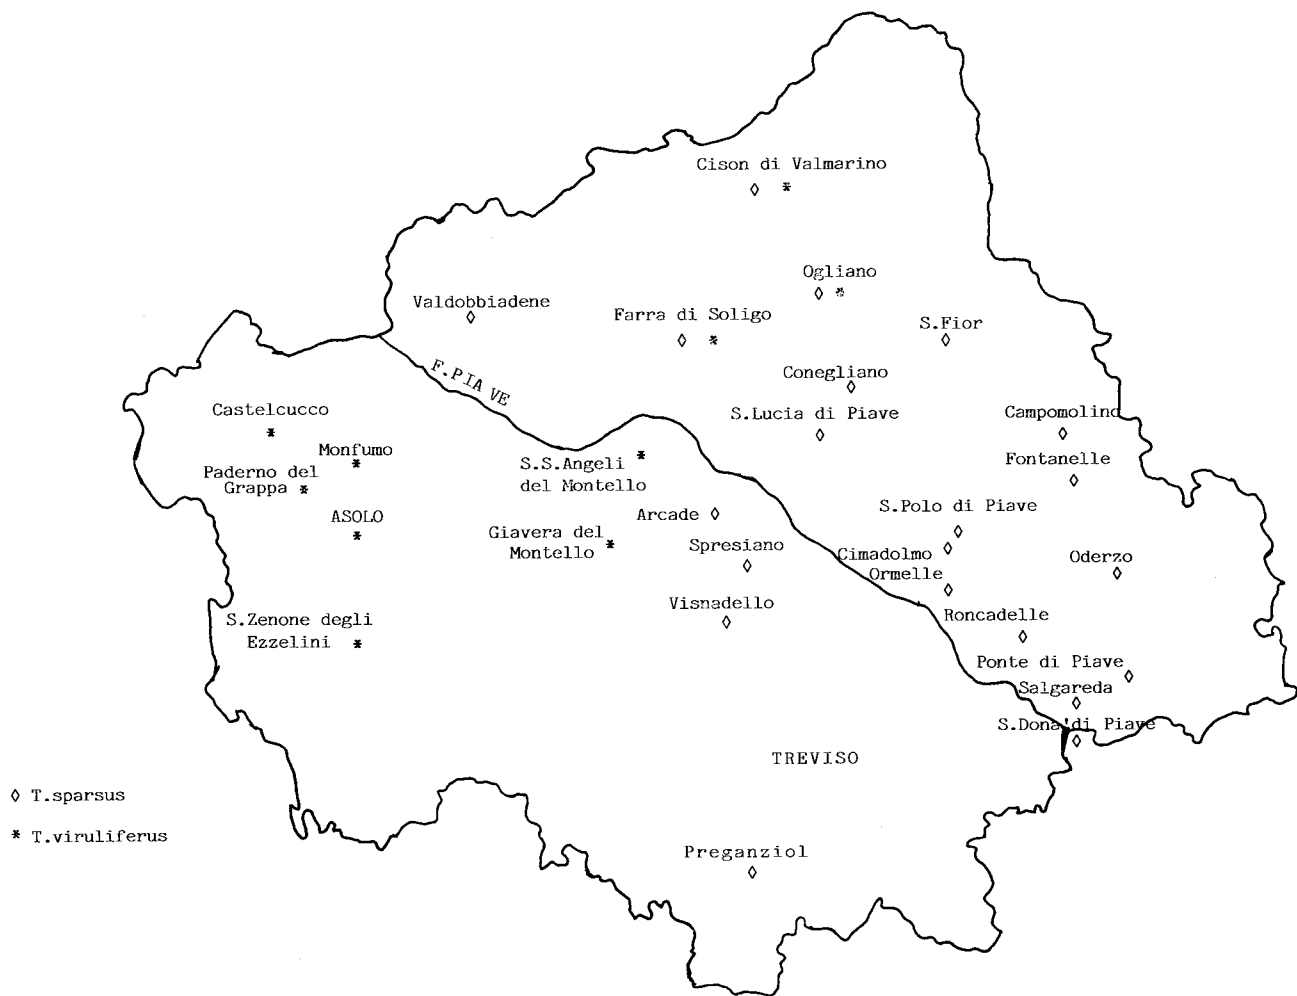 Cison di Valmarino
Ogliano
Valdobbiadene
Farra di Soligo
S.Fior
F.PIAVE
Conegliano
Castelcucco
S.Lucia di Piave
Campomolino
Monfumo
S.S.Angeli
del Montello
Fontanelle
Paderno del
Grappa
ASOLO
Arcade
S.Polo di Piave
Giavera del
Montello
Spresiano
Cimadolmo
Oderzo
Ormelle
Visnadello
Roncadelle
S.Zenone degli
Ezzelini
Ponte di Piave
Salgareda
S.Dona'di Piave
TREVISO
◊ T.sparsus
* T.viruliferus
Preganziol